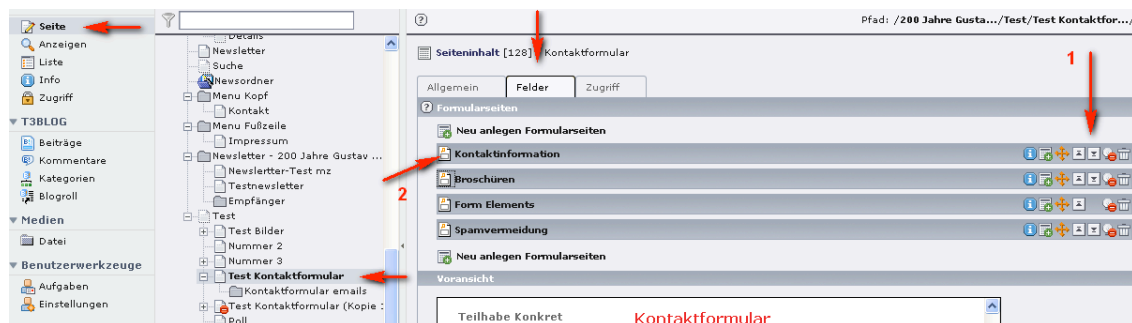 Seite
Anzeigen
Liste
Info
Zugriff
T3BLOG
Beiträge
Kommentare
Kategorien
Blogroll
Medien
Datei
Benutzerwerkzeuge
Aufgaben
Einstellungen
Details
Newsletter
Suche
Newsordner
Menu Kopf
Kontakt
Menu Fußzeile
Impressum
Newsletter - 200 Jahre Gustav ...
Newslertter-Test mz
Testnewsletter
Empfänger
Test
Test Bilder
Nummer 2
Nummer 3
Test Kontaktformular
Kontaktformular emails
Test Kontaktformular (Kopie
Poll
Pfad: /200 Jahre Gusta.../Test/Test Kontaktfor.../
Seiteninhalt [128] Kontaktformular
1
Allgemein Felder Zugriff
Formularseiten
Neu anlegen Formularseiten
Kontaktinformation
2
Broschüren
Form Elements
Spamvermeidung
Neu anlegen Formularseiten
Voransicht
Teilhabe Konkret Kontaktformular